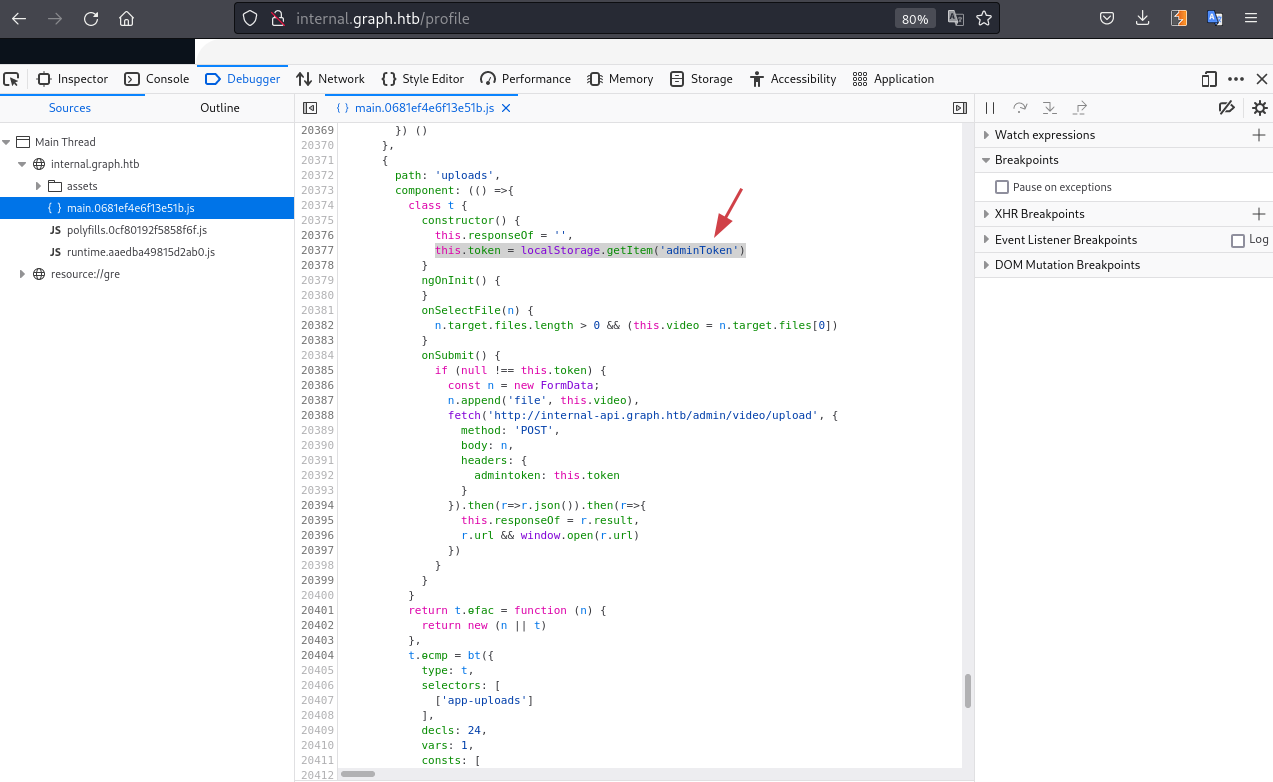 internal.graph.htb/profile
80%
Inspector
Console
Debugger
Network
Style Editor
Performance
Memory
Storage
Accessibility
Application
Sources
Outline
main.0681ef4e6f13e51b.js
Main Thread
internal.graph.htb
assets
main.0681ef4e6f13e51b.js
JS polyfills.0cf80192f5858f6f.js
JS runtime.aaedba49815d2ab0.js
resource://gre
20369 }) ()
20370 },
20371 {
20372 path: 'uploads',
20373 component: (() =>{
20374 class t {
20375 constructor() {
20376 this.responseOf = '',
20377 this.token = localStorage.getItem('adminToken')
20378 }
20379 ngOnInit() {
20380 }
20381 onSelectFile(n) {
20382 n.target.files.length > 0 && (this.video = n.target.files[0])
20383 }
20384 onSubmit() {
20385 if (null !== this.token) {
20386 const n = new FormData;
20387 n.append('file', this.video),
20388 fetch('http://internal-api.graph.htb/admin/video/upload', {
20389 method: 'POST',
20390 body: n,
20391 headers: {
20392 admintoken: this.token
20393 }
20394 }).then(r=>r.json()).then(r=>{
20395 this.responseOf = r.result,
20396 r.url && window.open(r.url)
20397 })
20398 }
20399 }
20400 }
20401 return t.ɵfac = function (n) {
20402 return new (n || t)
20403 },
20404 t.ɵcmp = bt({
20405 type: t,
20406 selectors: [
20407 ['app-uploads']
20408 ],
20409 decls: 24,
20410 vars: 1,
20411 consts: [
20412
Watch expressions
Breakpoints
Pause on exceptions
XHR Breakpoints
Event Listener Breakpoints
Log
DOM Mutation Breakpoints